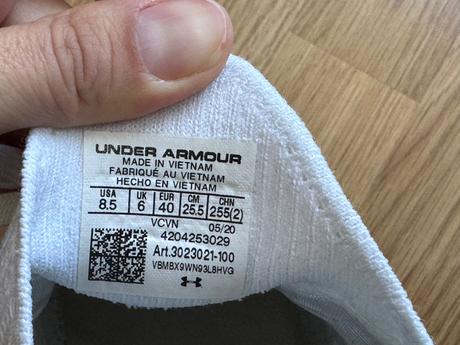 UNDER ARMOUR
MADE IN VIETNAM
FABRIQUÉ AU VIETNAM
HECHO EN VIETNAM
USA UK EUR CM CHN
8.5 6 40 25.5 255(2)
VCVN 05/20
4204253029
Art.3023021-100
VBMBX9WN93L8HVG